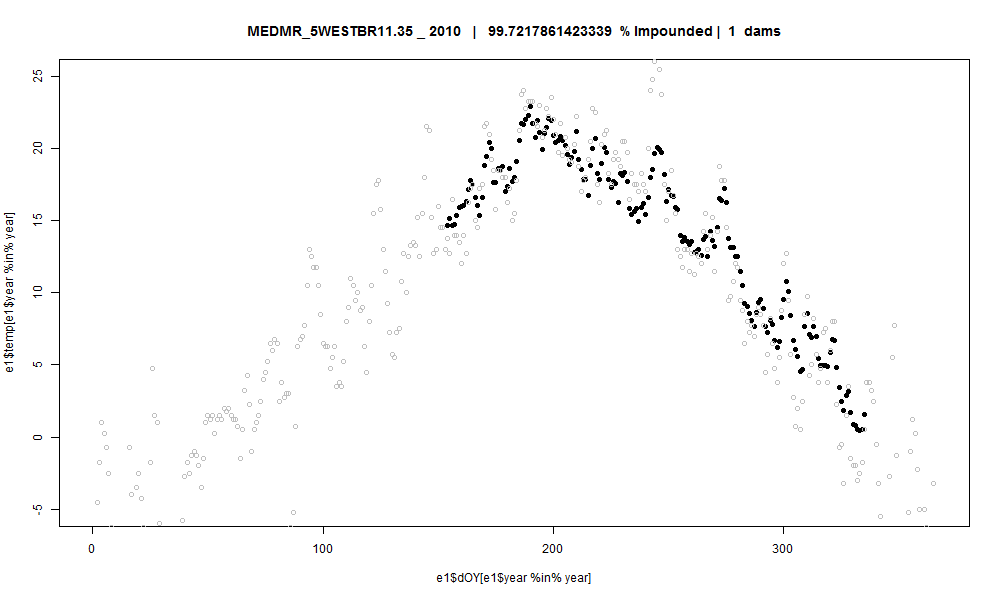 MEDMR_5WESTBR11.35 _ 2010 | 99.7217861423339 % Impounded | 1 dams
e1$temp[e1$year %in% year]
25
20
15
10
5
0
-5
0 100 200 300
e1$dOY[e1$year %in% year]